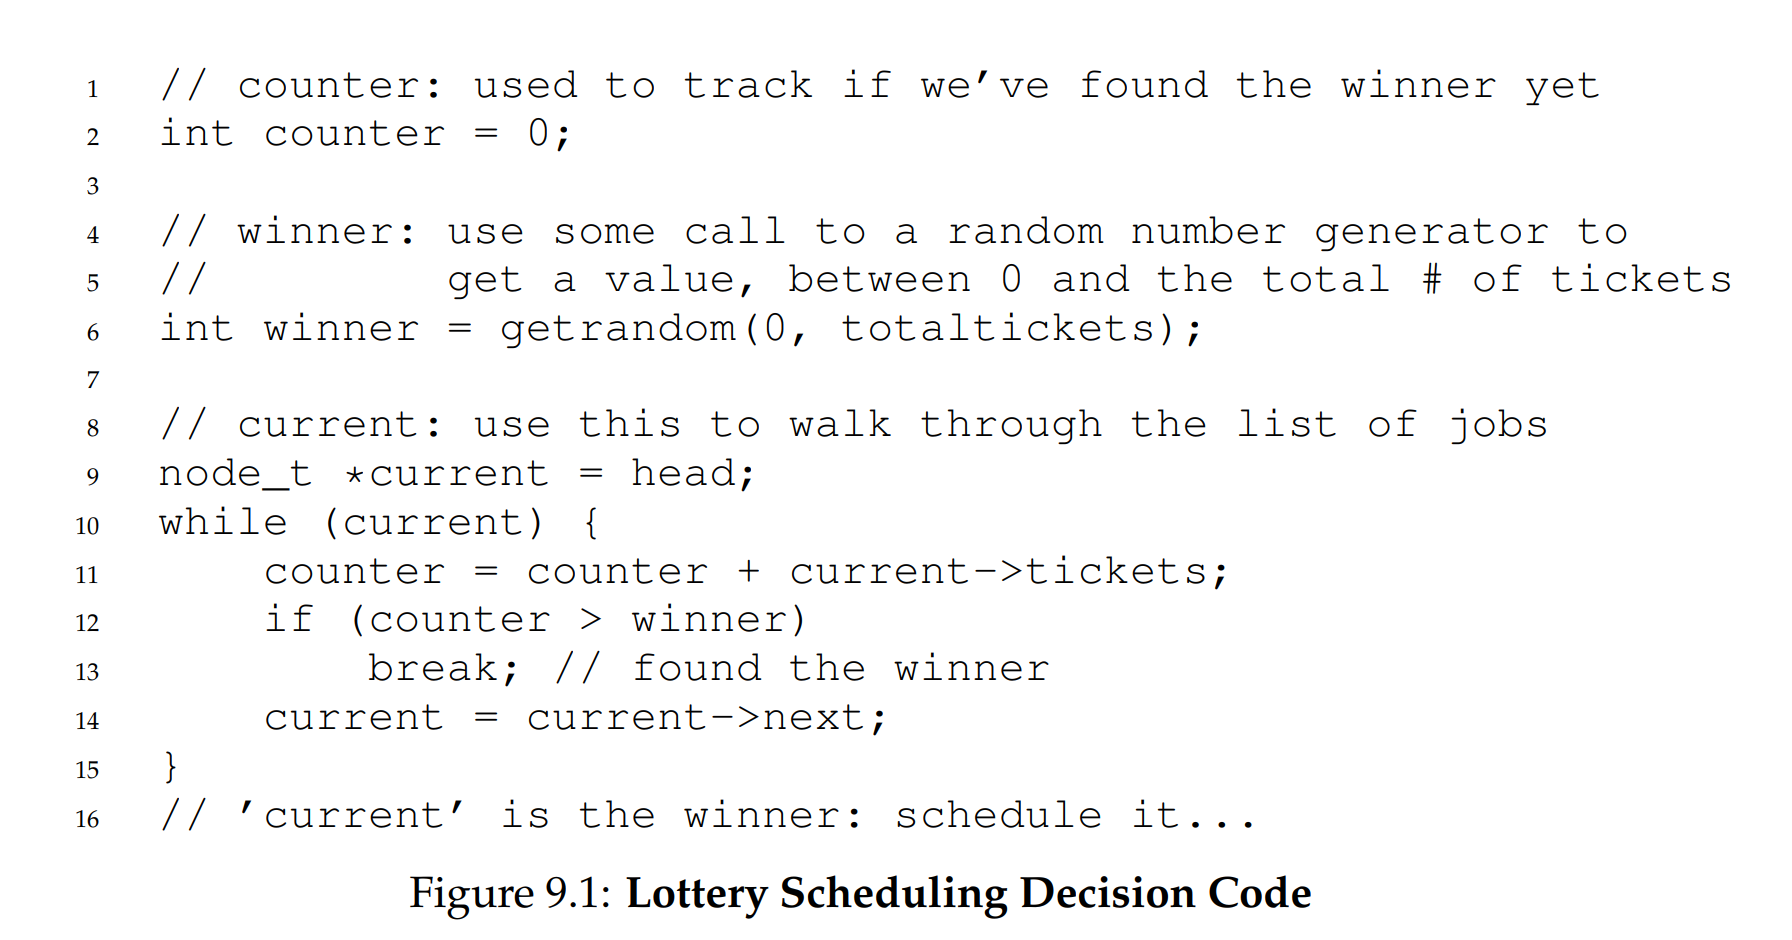 1 // counter: used to track if we’ve found the winner yet
2 int counter = 0;
3
4 // winner: use some call to a random number generator to
5 //         get a value, between 0 and the total # of tickets
6 int winner = getrandom(0, totaltickets);
7
8 // current: use this to walk through the list of jobs
9 node_t *current = head;
10 while (current) {
11     counter = counter + current->tickets;
12     if (counter > winner)
13         break; // found the winner
14     current = current->next;
15 }
16 // ’current’ is the winner: schedule it...
Figure 9.1: Lottery Scheduling Decision Code